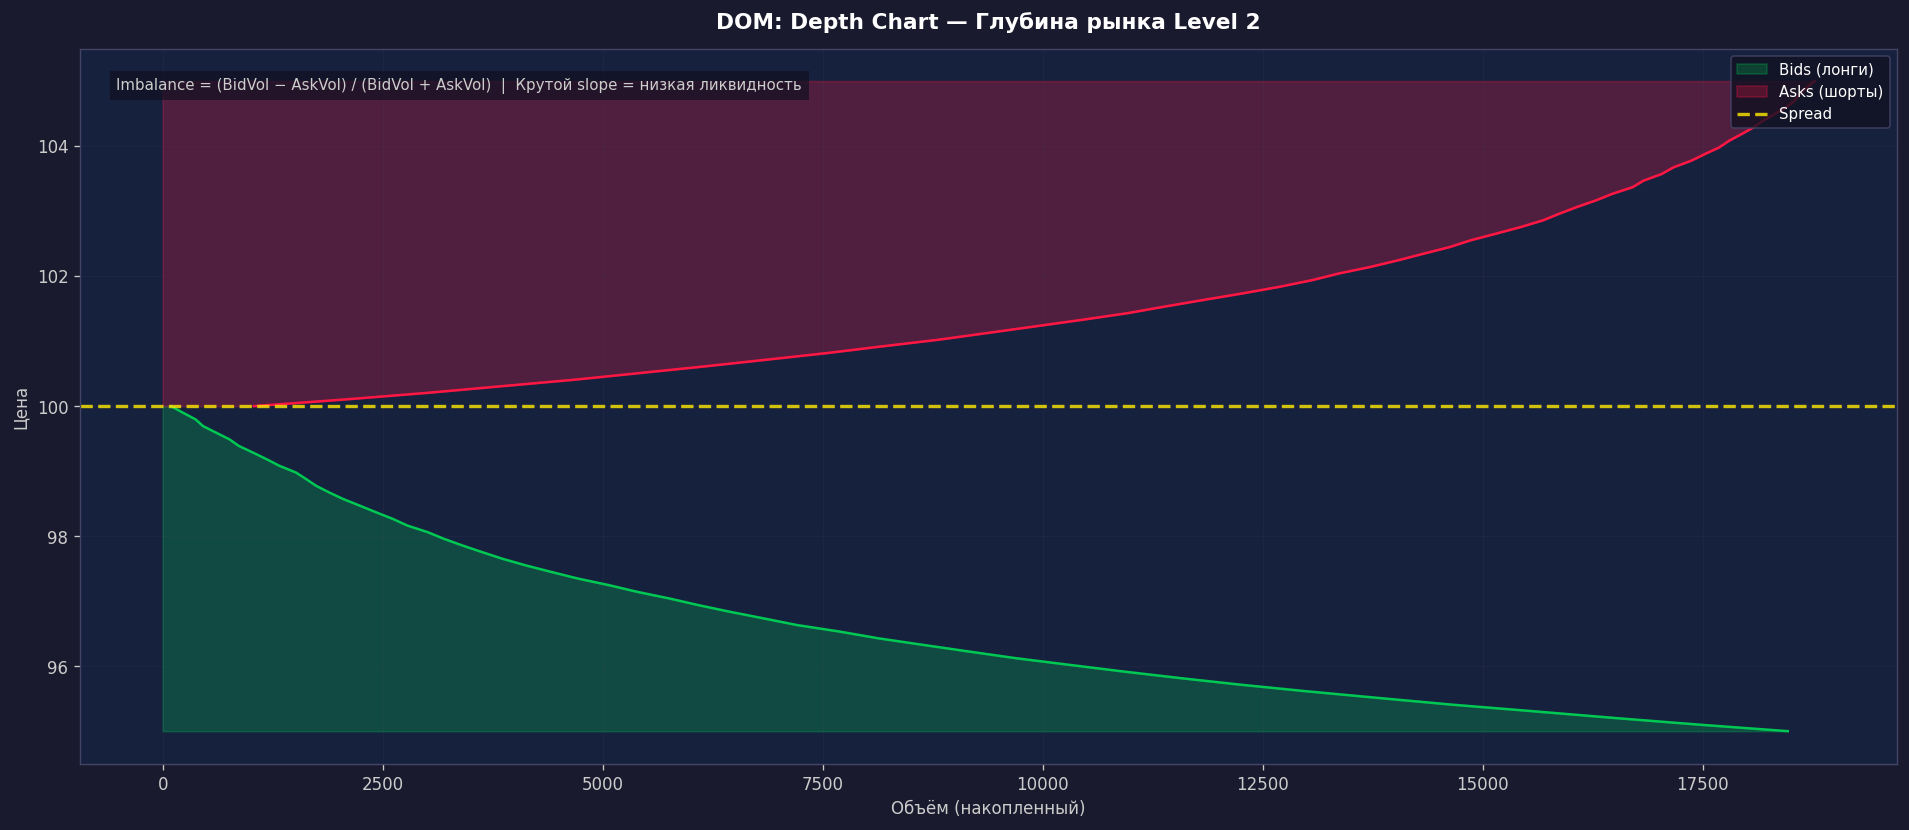 DOM: Depth Chart — Глубина рынка Level 2
Imbalance = (BidVol − AskVol) / (BidVol + AskVol)  |  Крутой slope = низкая ликвидность
Bids (лонги)
Asks (шорты)
Spread
104
102
100
98
96
Цена
0
2500
5000
7500
10000
12500
15000
17500
Объём (накопленный)